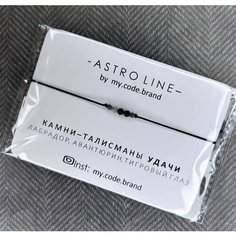 -ASTRO LINE-
by my.code.brand
КАМНИ-ТАЛИСМАНЫ УДАЧИ
ЛАБРАДОР, АВАНТЮРИН, ТИГРОВЫЙ ГЛАЗ
inst: my.code.brand